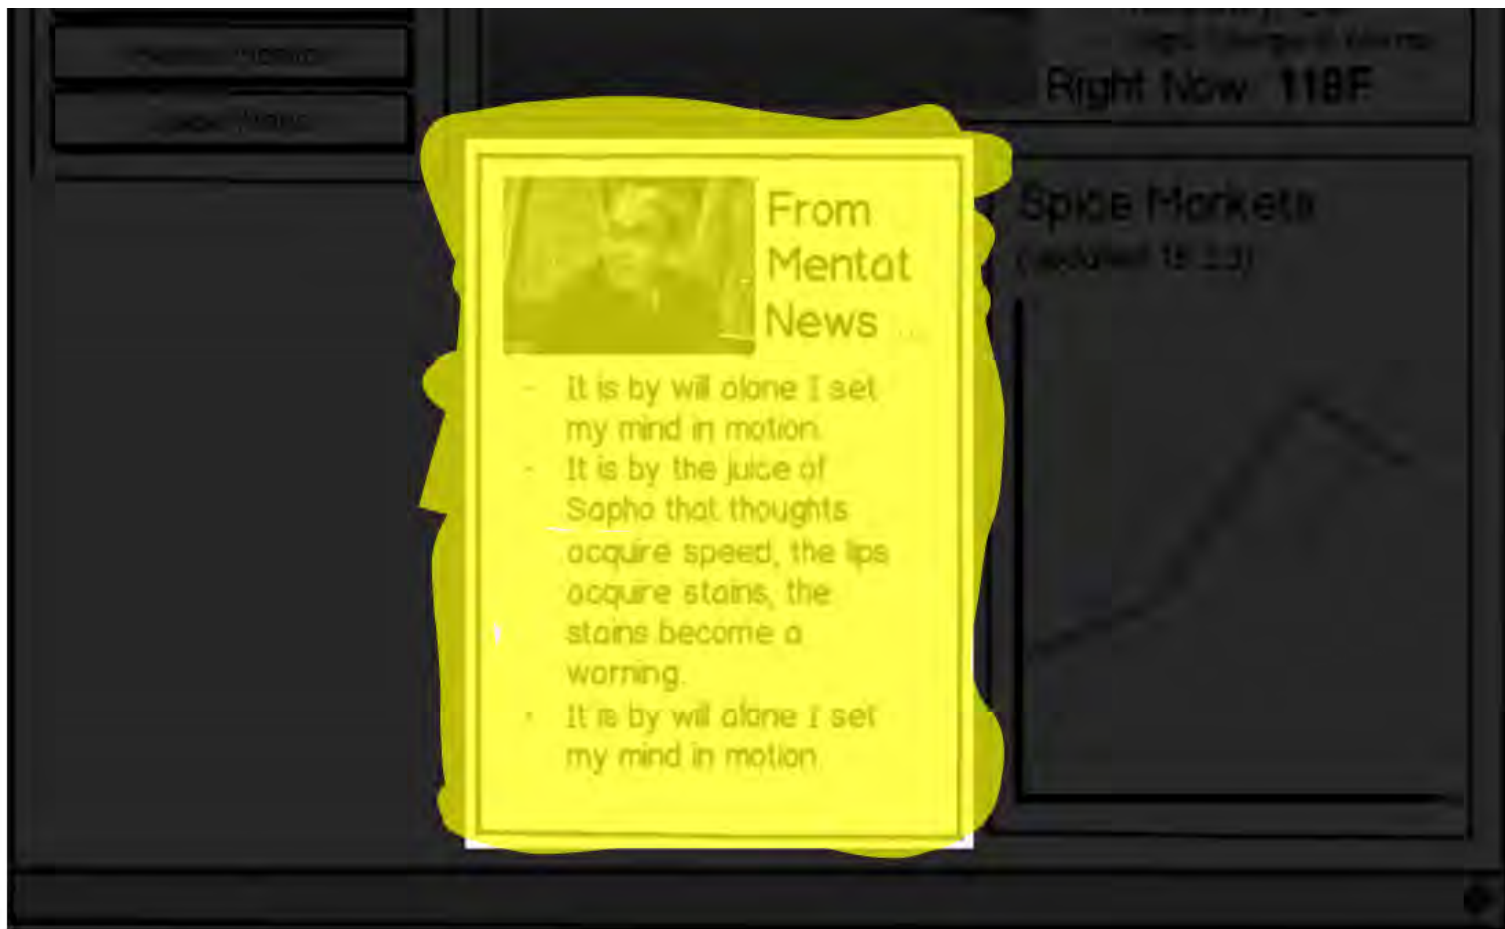 Right Now: 118F
From
Mentat
News ...
- It is by will alone I set
my mind in motion.
- It is by the juice of
Sapho that thoughts
acquire speed, the lips
acquire stains, the
stains become a
warning.
- It is by will alone I set
my mind in motion.
Spice Markets